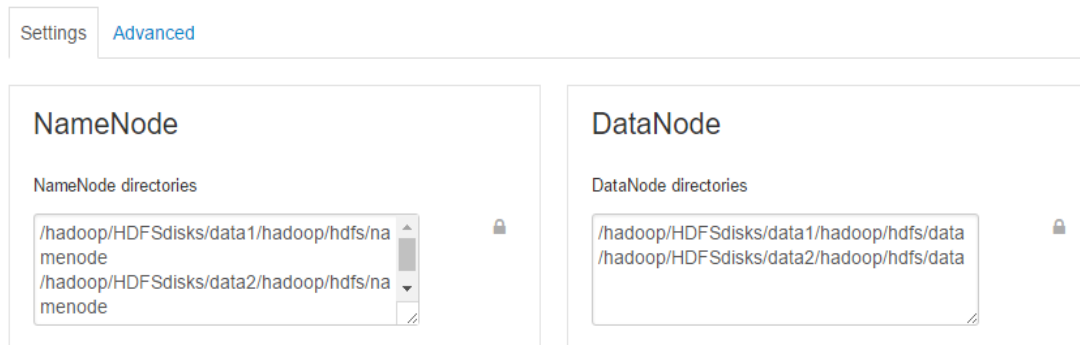 Settings Advanced
NameNode
NameNode directories
/hadoop/HDFSdisks/data1/hadoop/hdfs/na
menode
/hadoop/HDFSdisks/data2/hadoop/hdfs/na
menode
DataNode
DataNode directories
/hadoop/HDFSdisks/data1/hadoop/hdfs/data
/hadoop/HDFSdisks/data2/hadoop/hdfs/data